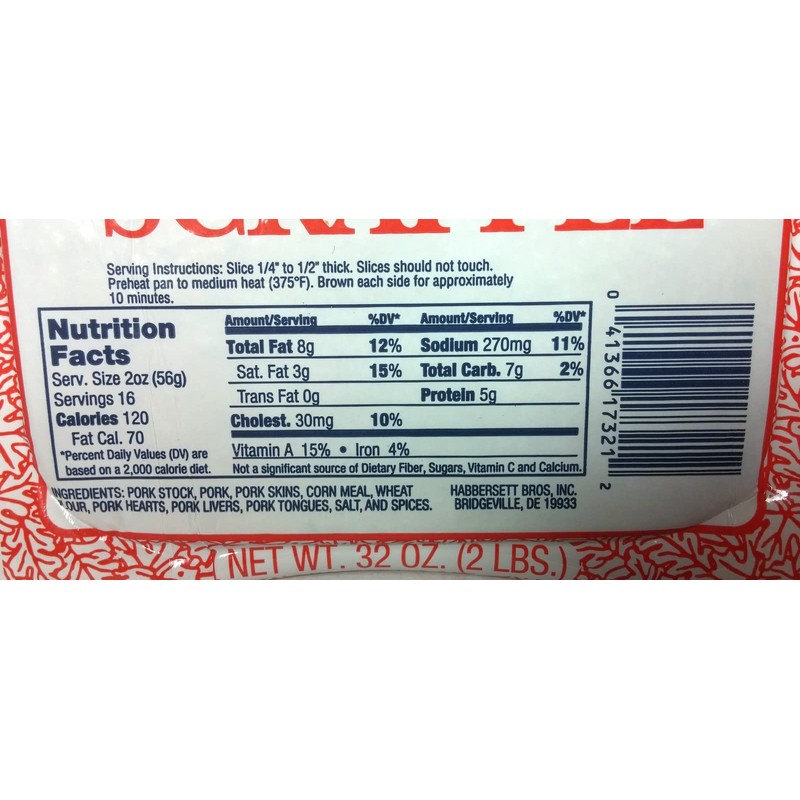 SCRAPPLE
Serving Instructions: Slice 1/4" to 1/2" thick. Slices should not touch.
Preheat pan to medium heat (375°F). Brown each side for approximately
10 minutes.
Nutrition
Facts
Serv. Size 2oz (56g)
Servings 16
Calories 120
Fat Cal. 70
*Percent Daily Values (DV) are
based on a 2,000 calorie diet.
Amount/Serving %DV* Amount/Serving %DV*
Total Fat 8g 12% Sodium 270mg 11%
Sat. Fat 3g 15% Total Carb. 7g 2%
Trans Fat 0g Protein 5g
Cholest. 30mg 10%
Vitamin A 15% • Iron 4%
Not a significant source of Dietary Fiber, Sugars, Vitamin C and Calcium.
INGREDIENTS: PORK STOCK, PORK, PORK SKINS, CORN MEAL, WHEAT
OUR, PORK HEARTS, PORK LIVERS, PORK TONGUES, SALT, AND SPICES.
HABBERSETT BROS, INC.
BRIDGEVILLE, DE 19933
0 41366 17321 2
NET WT. 32 OZ. (2 LBS.)